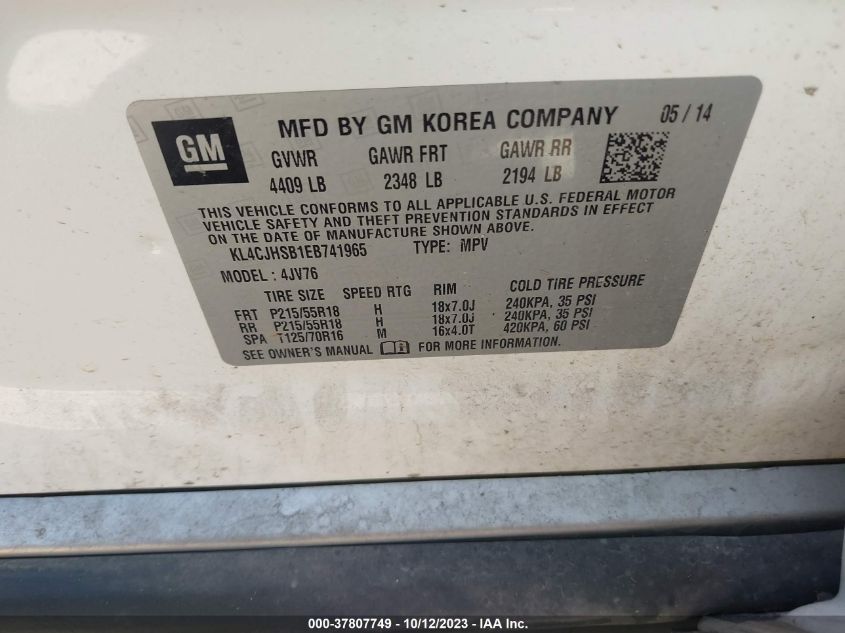 GM
MFD BY GM KOREA COMPANY 05 / 14
GVWR GAWR FRT GAWR RR
4409 LB 2348 LB 2194 LB
THIS VEHICLE CONFORMS TO ALL APPLICABLE U.S. FEDERAL MOTOR
VEHICLE SAFETY AND THEFT PREVENTION STANDARDS IN EFFECT
ON THE DATE OF MANUFACTURE SHOWN ABOVE.
KL4CJHSB1EB741965 TYPE: MPV
MODEL : 4JV76
TIRE SIZE SPEED RTG RIM COLD TIRE PRESSURE
FRT P215/55R18 H 18x7.0J 240KPA, 35 PSI
RR P215/55R18 H 18x7.0J 240KPA, 35 PSI
SPA T125/70R16 M 16x4.0T 420KPA, 60 PSI
SEE OWNER'S MANUAL FOR MORE INFORMATION
000-37807749 - 10/12/2023 - IAA Inc.